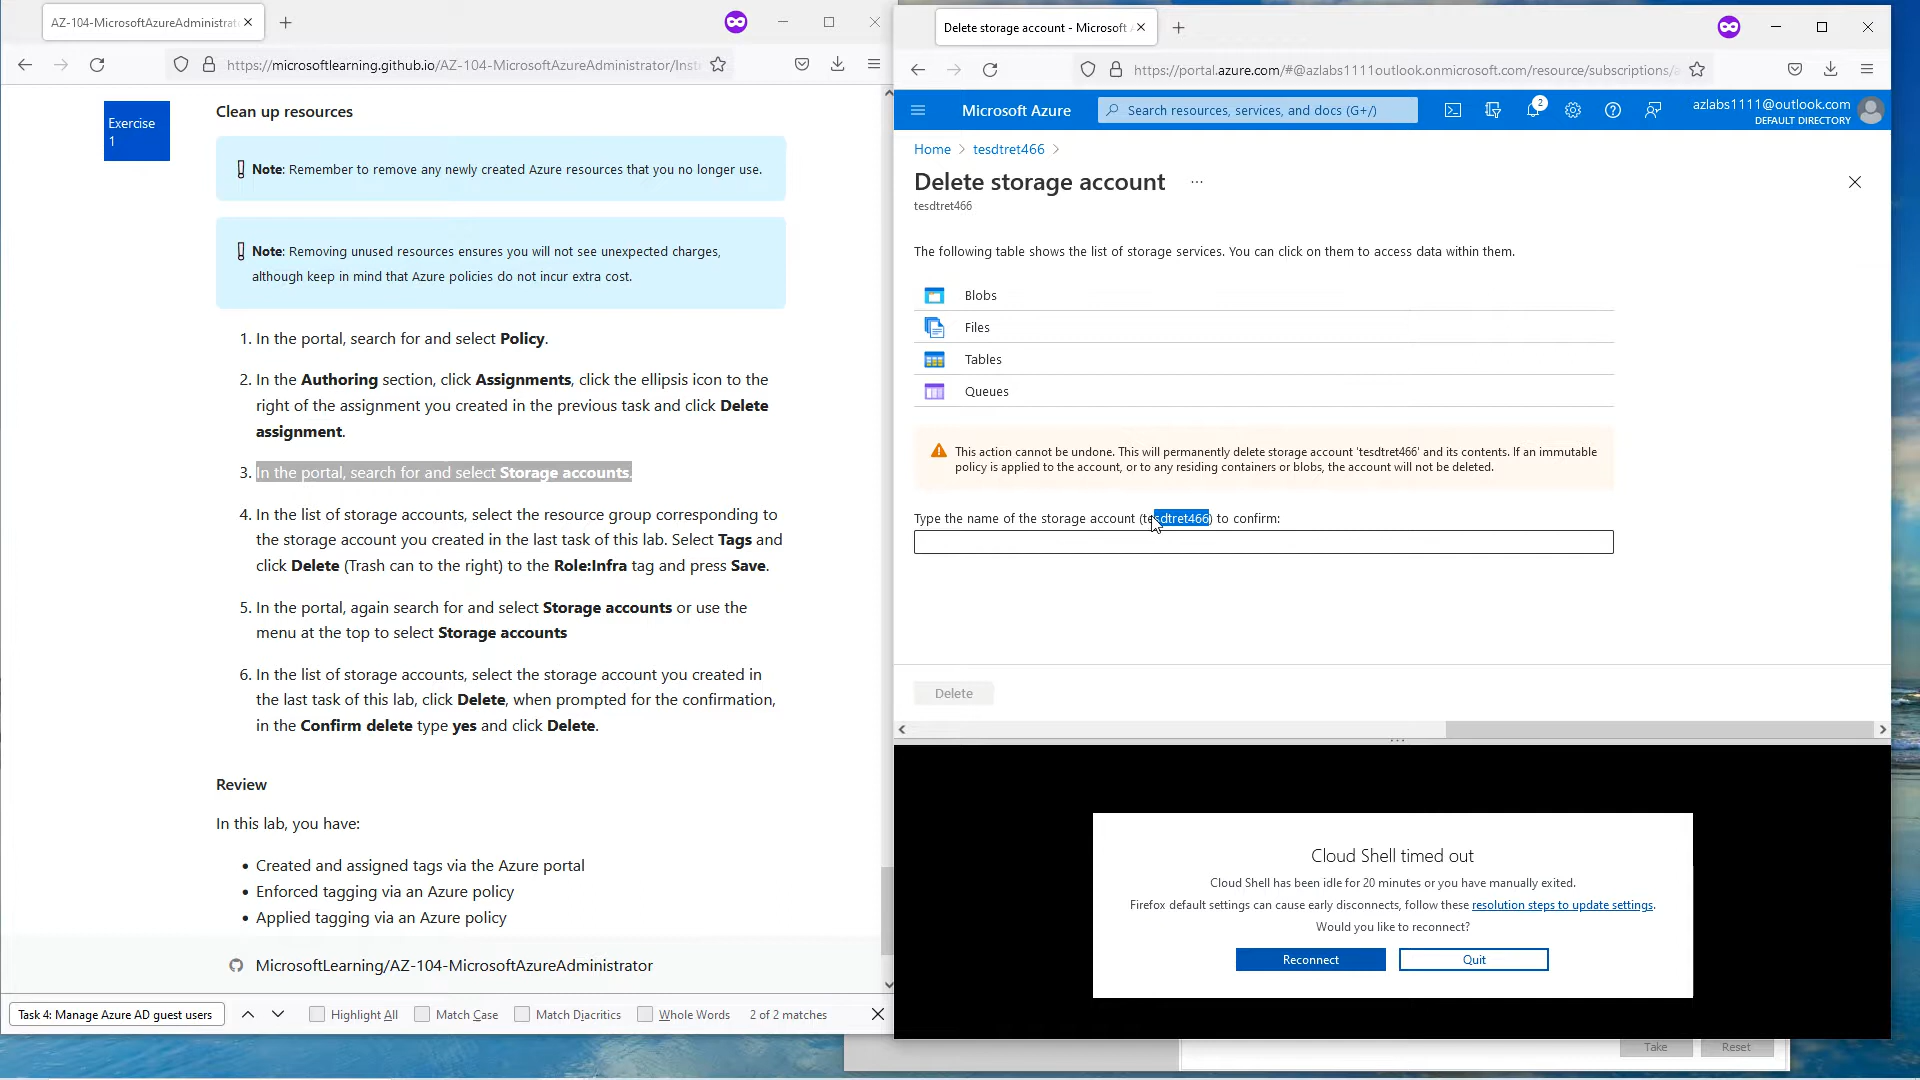 AZ-104-MicrosoftAzureAdministrat
https://microsoftlearning.github.io/AZ-104-MicrosoftAzureAdministrator/Inst
Exercise
1
Clean up resources
Note: Remember to remove any newly created Azure resources that you no longer use.
Note: Removing unused resources ensures you will not see unexpected charges,
although keep in mind that Azure policies do not incur extra cost.
1. In the portal, search for and select Policy.
2. In the Authoring section, click Assignments, click the ellipsis icon to the
right of the assignment you created in the previous task and click Delete
assignment.
3. In the portal, search for and select Storage accounts.
4. In the list of storage accounts, select the resource group corresponding to
the storage account you created in the last task of this lab. Select Tags and
click Delete (Trash can to the right) to the Role:Infra tag and press Save.
5. In the portal, again search for and select Storage accounts or use the
menu at the top to select Storage accounts
6. In the list of storage accounts, select the storage account you created in
the last task of this lab, click Delete, when prompted for the confirmation,
in the Confirm delete type yes and click Delete.
Review
In this lab, you have:
• Created and assigned tags via the Azure portal
• Enforced tagging via an Azure policy
• Applied tagging via an Azure policy
MicrosoftLearning/AZ-104-MicrosoftAzureAdministrator
Task 4: Manage Azure AD guest users
Highlight All
Match Case
Match Diacritics
Whole Words
2 of 2 matches
Delete storage account - Microsoft
https://portal.azure.com/#@azlabs1111outlook.onmicrosoft.com/resource/subscriptions/
Microsoft Azure
Search resources, services, and docs (G+/)
2
azlabs1111@outlook.com
DEFAULT DIRECTORY
Home > tesdtret466 >
Delete storage account ...
tesdtret466
The following table shows the list of storage services. You can click on them to access data within them.
Blobs
Files
Tables
Queues
This action cannot be undone. This will permanently delete storage account 'tesdtret466' and its contents. If an immutable
policy is applied to the account, or to any residing containers or blobs, the account will not be deleted.
Type the name of the storage account (tesdtret466) to confirm:
Delete
Cloud Shell timed out
Cloud Shell has been idle for 20 minutes or you have manually exited.
Firefox default settings can cause early disconnects, follow these resolution steps to update settings.
Would you like to reconnect?
Reconnect
Quit
Take
Reset